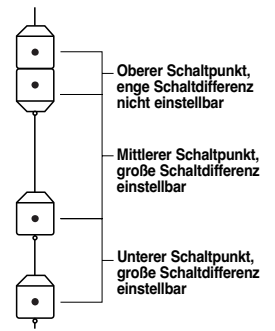 Oberer Schaltpunkt,
enge Schaltdifferenz
nicht einstellbar
Mittlerer Schaltpunkt,
große Schaltdifferenz
einstellbar
Unterer Schaltpunkt,
große Schaltdifferenz
einstellbar